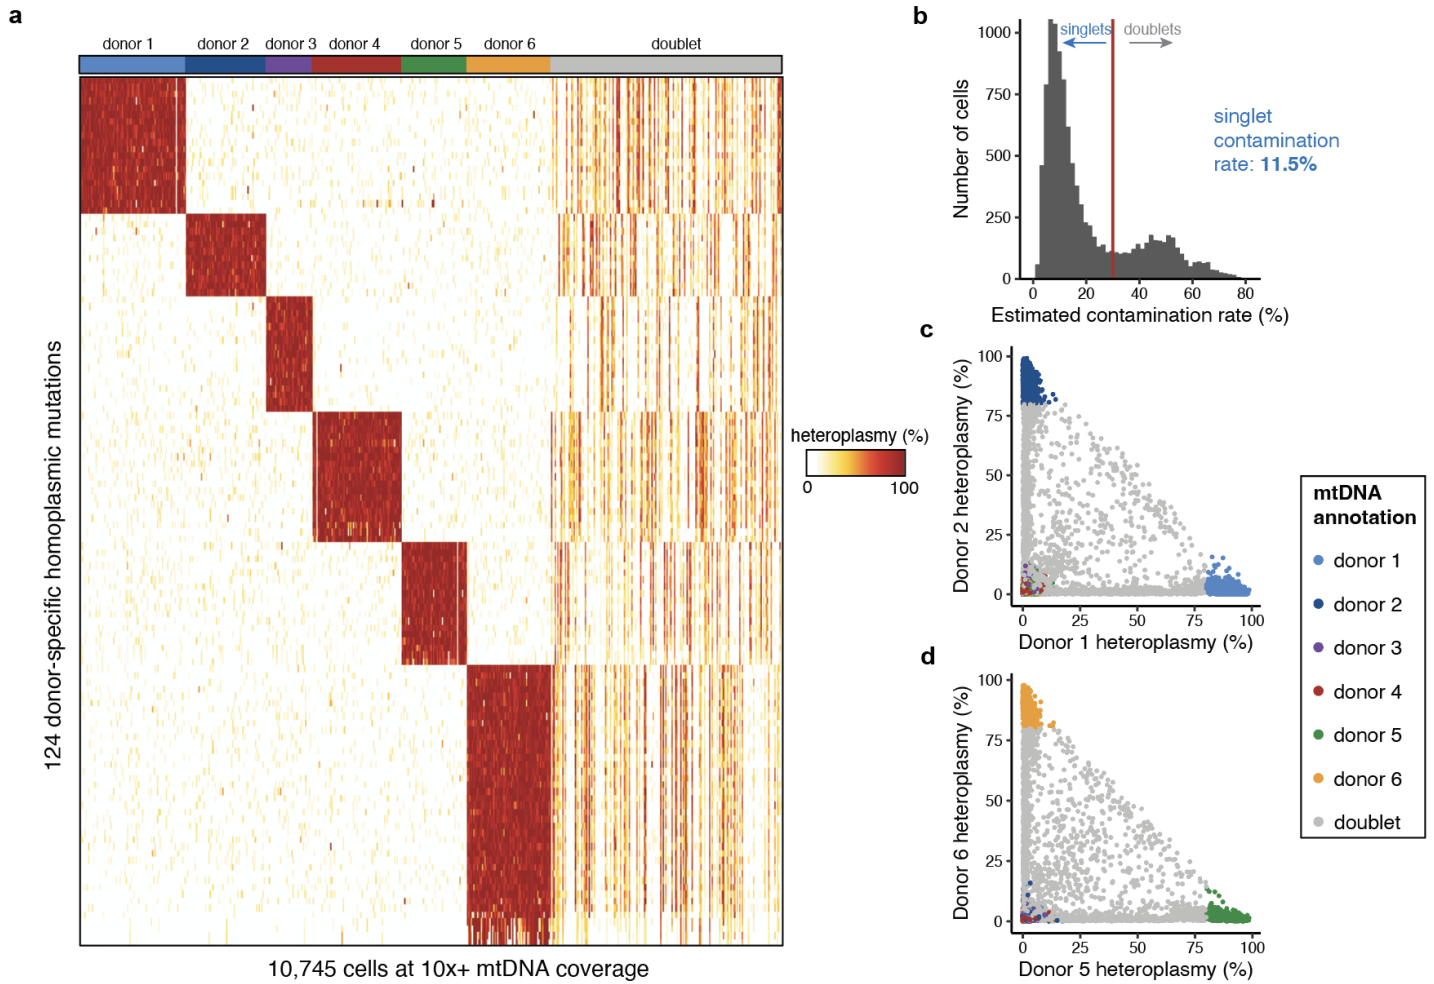 a
donor 1
donor 2
donor 3
donor 4
donor 5
donor 6
doublet
124 donor-specific homoplasmic mutations
10,745 cells at 10x+ mtDNA coverage
heteroplasmy (%)
0
100
b
singlets
doublets
1000
750
500
250
0
Number of cells
singlet
contamination
rate: 11.5%
0
20
40
60
80
Estimated contamination rate (%)
c
100
75
50
25
0
Donor 2 heteroplasmy (%)
0
25
50
75
100
Donor 1 heteroplasmy (%)
d
100
75
50
25
0
Donor 6 heteroplasmy (%)
0
25
50
75
100
Donor 5 heteroplasmy (%)
mtDNA
annotation
donor 1
donor 2
donor 3
donor 4
donor 5
donor 6
doublet